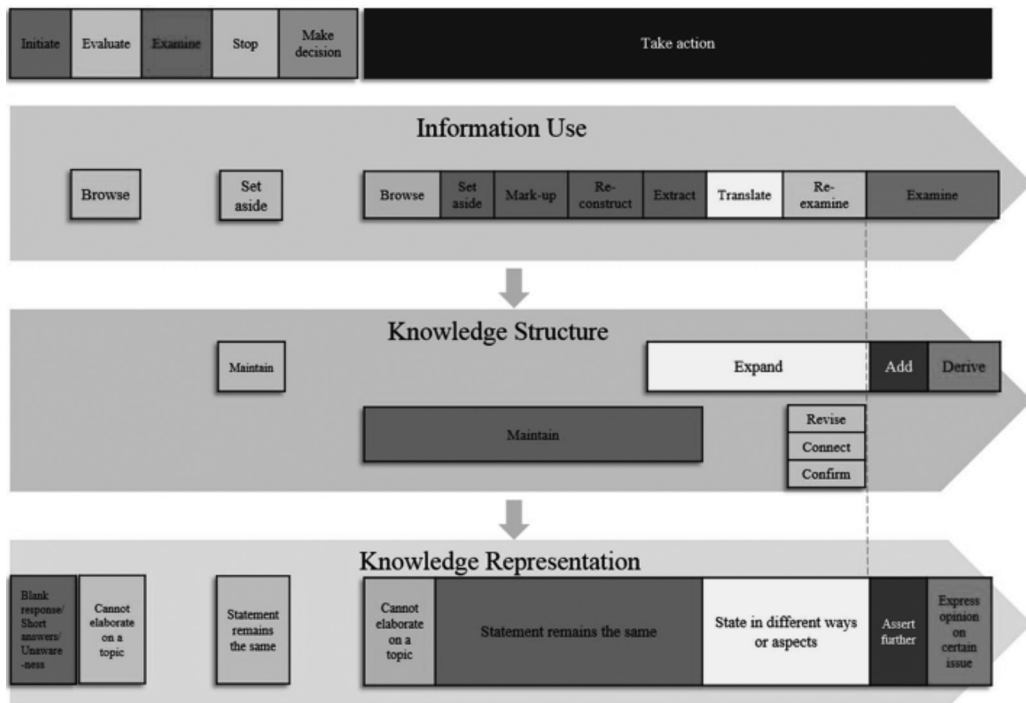 Initiate
Evaluate
Examine
Stop
Make
decision
Take action
Information Use
Browse
Set
aside
Browse
Set
aside
Mark-up
Re-
construct
Extract
Translate
Re-
examine
Examine
Knowledge Structure
Maintain
Expand
Add
Derive
Maintain
Revise
Connect
Confirm
Knowledge Representation
Blank
response/
Short
answers/
Unaware
-ness
Cannot
elaborate
on a
topic
Statement
remains
the same
Cannot
elaborate
on a
topic
Statement remains the same
State in different ways
or aspects
Assert
further
Express
opinion
on
certain
issue